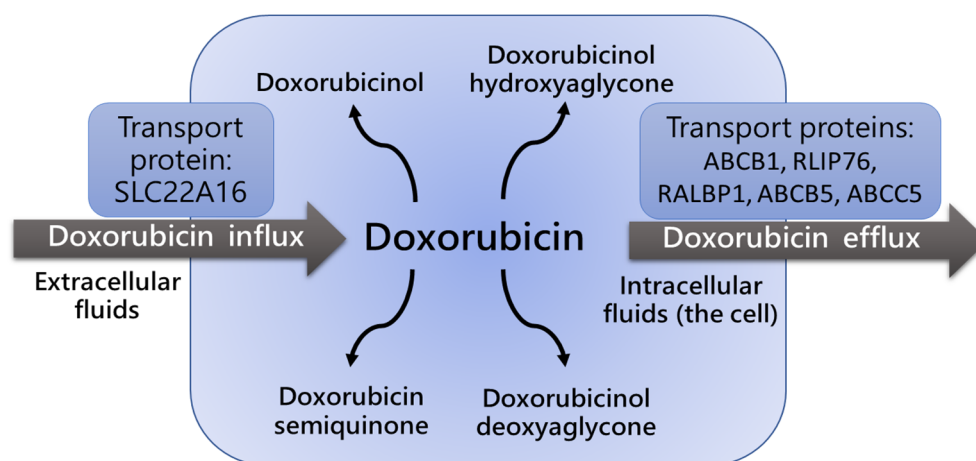 Doxorubicinol
Doxorubicinol
hydroxyaglycone
Transport
protein:
SLC22A16
Transport proteins:
ABCB1, RLIP76,
RALBP1, ABCB5, ABCC5
Doxorubicin influx
Doxorubicin
Doxorubicin efflux
Extracellular
fluids
Intracellular
fluids (the cell)
Doxorubicin
semiquinone
Doxorubicinol
deoxyaglycone